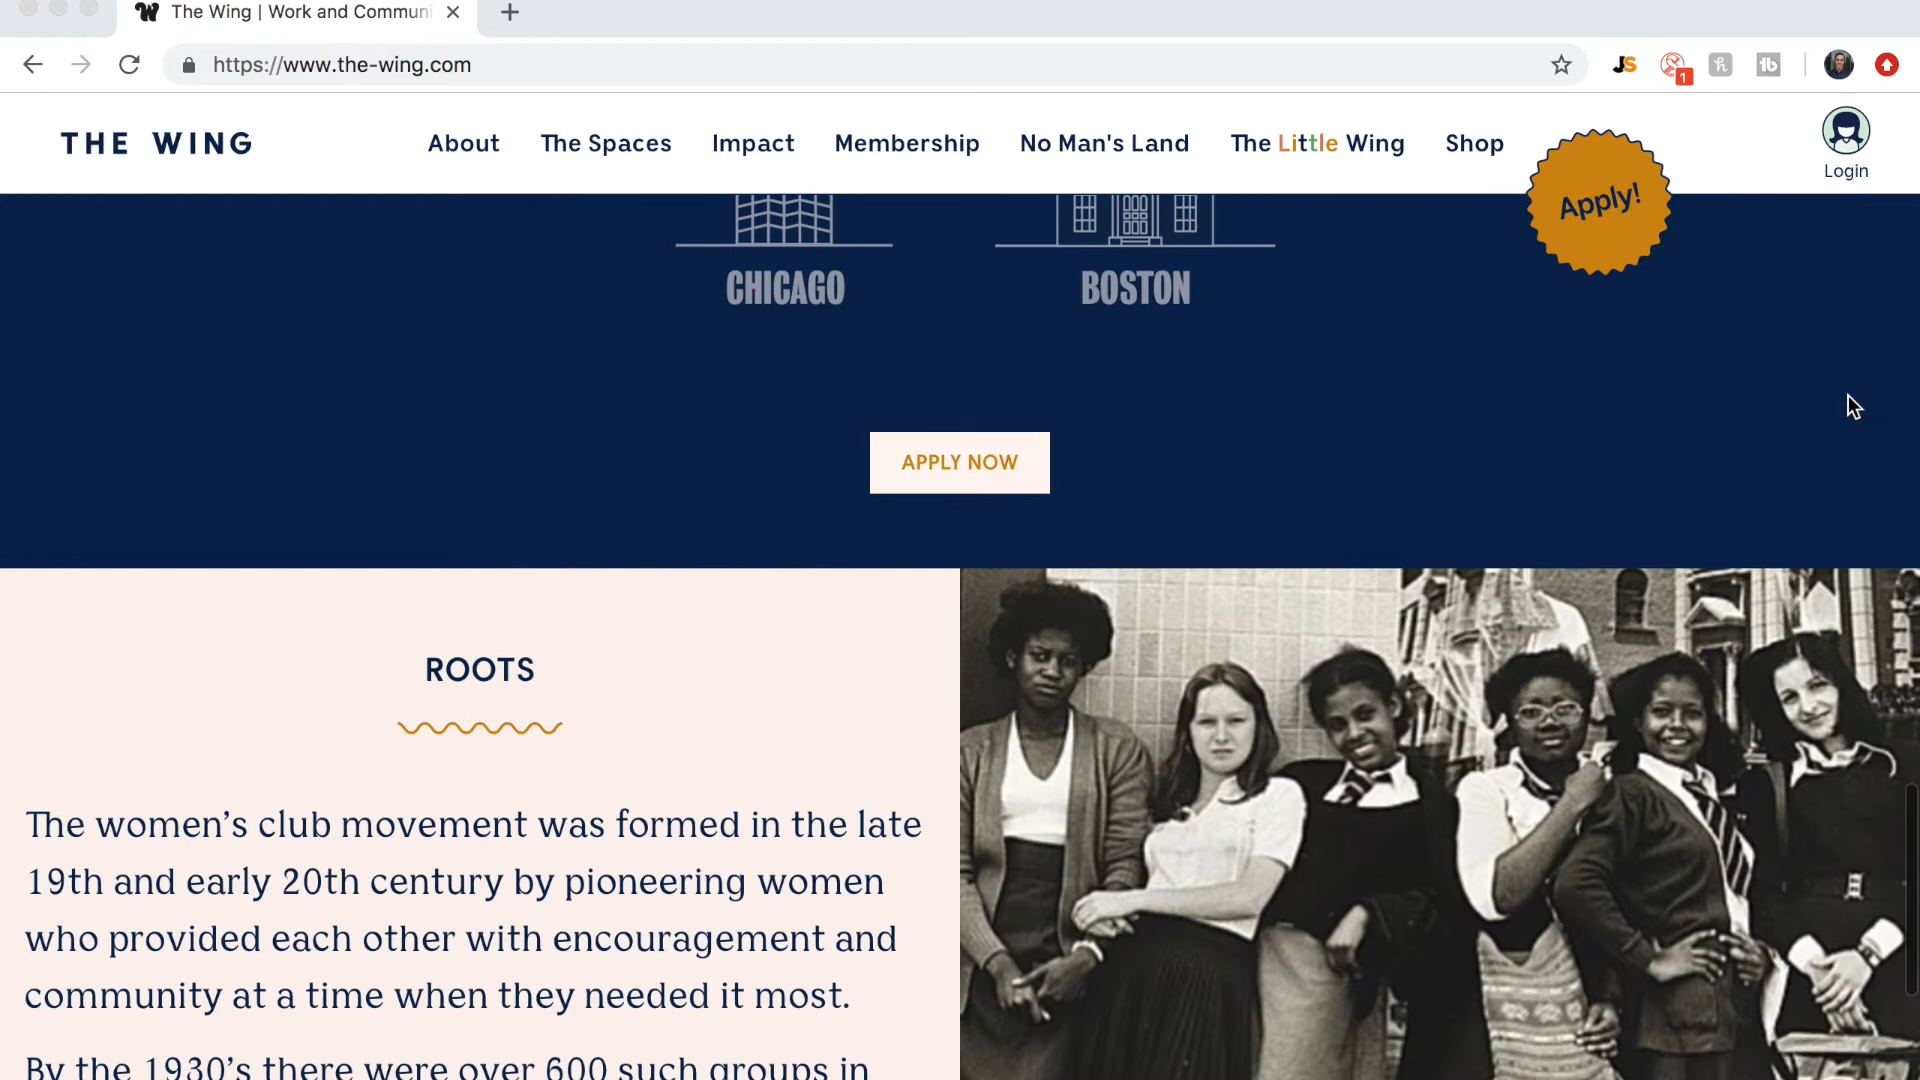 The Wing | Work and Communi
https://www.the-wing.com
JS
1
THE WING
About
The Spaces
Impact
Membership
No Man's Land
The Little Wing
Shop
Apply!
Login
CHICAGO
BOSTON
APPLY NOW
ROOTS
The women’s club movement was formed in the late
19th and early 20th century by pioneering women
who provided each other with encouragement and
community at a time when they needed it most.
By the 1930’s there were over 600 such groups in